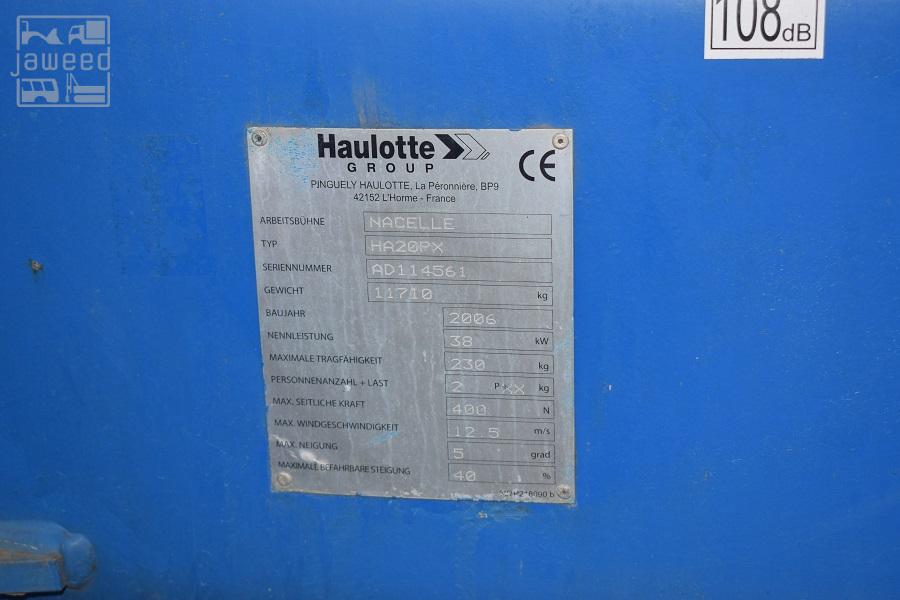 jaweed
108dB
Haulotte
GROUP
CE
PINGUELY HAULOTTE, La Péronnière, BP9
42152 L'Horme - France
ARBEITSBÜHNE NACELLE
TYP HA20PX
SERIENNUMMER AD114561
GEWICHT 11710 kg
BAUJAHR 2006
NENNLEISTUNG 38 kW
MAXIMALE TRAGFÄHIGKEIT 230 kg
PERSONENANZAHL + LAST 2 P + XX kg
MAX. SEITLICHE KRAFT 400 N
MAX. WINDGESCHWINDIGKEIT 12.5 m/s
MAX. NEIGUNG 5 grad
MAXIMALE BEFAHRBARE STEIGUNG 40 %